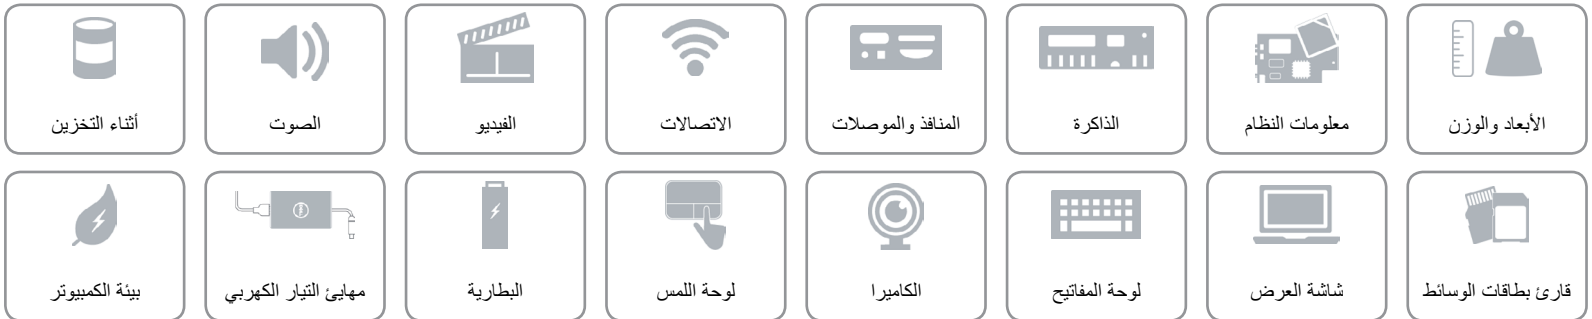 الأبعاد والوزن
معلومات النظام
الذاكرة
المنافذ والموصلات
الاتصالات
الفيديو
الصوت
أثناء التخزين
قارئ بطاقات الوسائط
شاشة العرض
لوحة المفاتيح
الكاميرا
لوحة اللمس
البطارية
مهايئ التيار الكهربي
بيئة الكمبيوتر